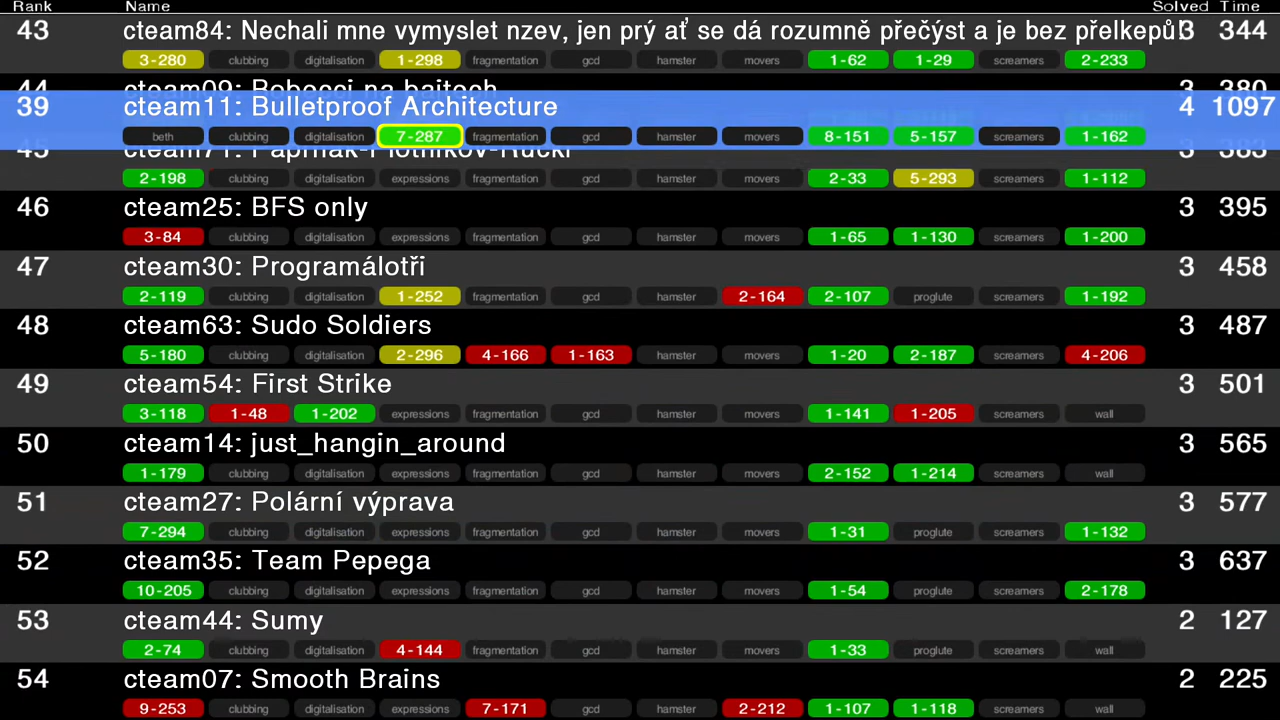 Rank Name Solved Time
43 cteam84: Nechali mne vymyslet nzev, jen prý ať se dá rozumně přečýst a je bez přelkepů! 3 344
3-280 clubbing digitalisation 1-298 fragmentation gcd hamster movers 1-62 1-29 screamers 2-233
44 cteam09: Bobocci na bajtech 3 380
39 cteam11: Bulletproof Architecture 4 1097
beth clubbing digitalisation 7-287 fragmentation gcd hamster movers 8-151 5-157 screamers 1-162
45 cteam71: 3 383
2-198 clubbing digitalisation expressions fragmentation gcd hamster movers 2-33 5-293 screamers 1-112
46 cteam25: BFS only 3 395
3-84 clubbing digitalisation expressions fragmentation gcd hamster movers 1-65 1-130 screamers 1-200
47 cteam30: Programálotři 3 458
2-119 clubbing digitalisation 1-252 fragmentation gcd hamster 2-164 2-107 proglute screamers 1-192
48 cteam63: Sudo Soldiers 3 487
5-180 clubbing digitalisation 2-296 4-166 1-163 hamster movers 1-20 2-187 screamers 4-206
49 cteam54: First Strike 3 501
3-118 1-48 1-202 expressions fragmentation gcd hamster movers 1-141 1-205 screamers wall
50 cteam14: just_hangin_around 3 565
1-179 clubbing digitalisation expressions fragmentation gcd hamster movers 2-152 1-214 screamers wall
51 cteam27: Polární výprava 3 577
7-294 clubbing digitalisation expressions fragmentation gcd hamster movers 1-31 proglute screamers 1-132
52 cteam35: Team Pepega 3 637
10-205 clubbing digitalisation expressions fragmentation gcd hamster movers 1-54 proglute screamers 2-178
53 cteam44: Sumy 2 127
2-74 clubbing digitalisation 4-144 fragmentation gcd hamster movers 1-33 proglute screamers wall
54 cteam07: Smooth Brains 2 225
9-253 clubbing digitalisation expressions 7-171 gcd hamster 2-212 1-107 1-118 screamers wall